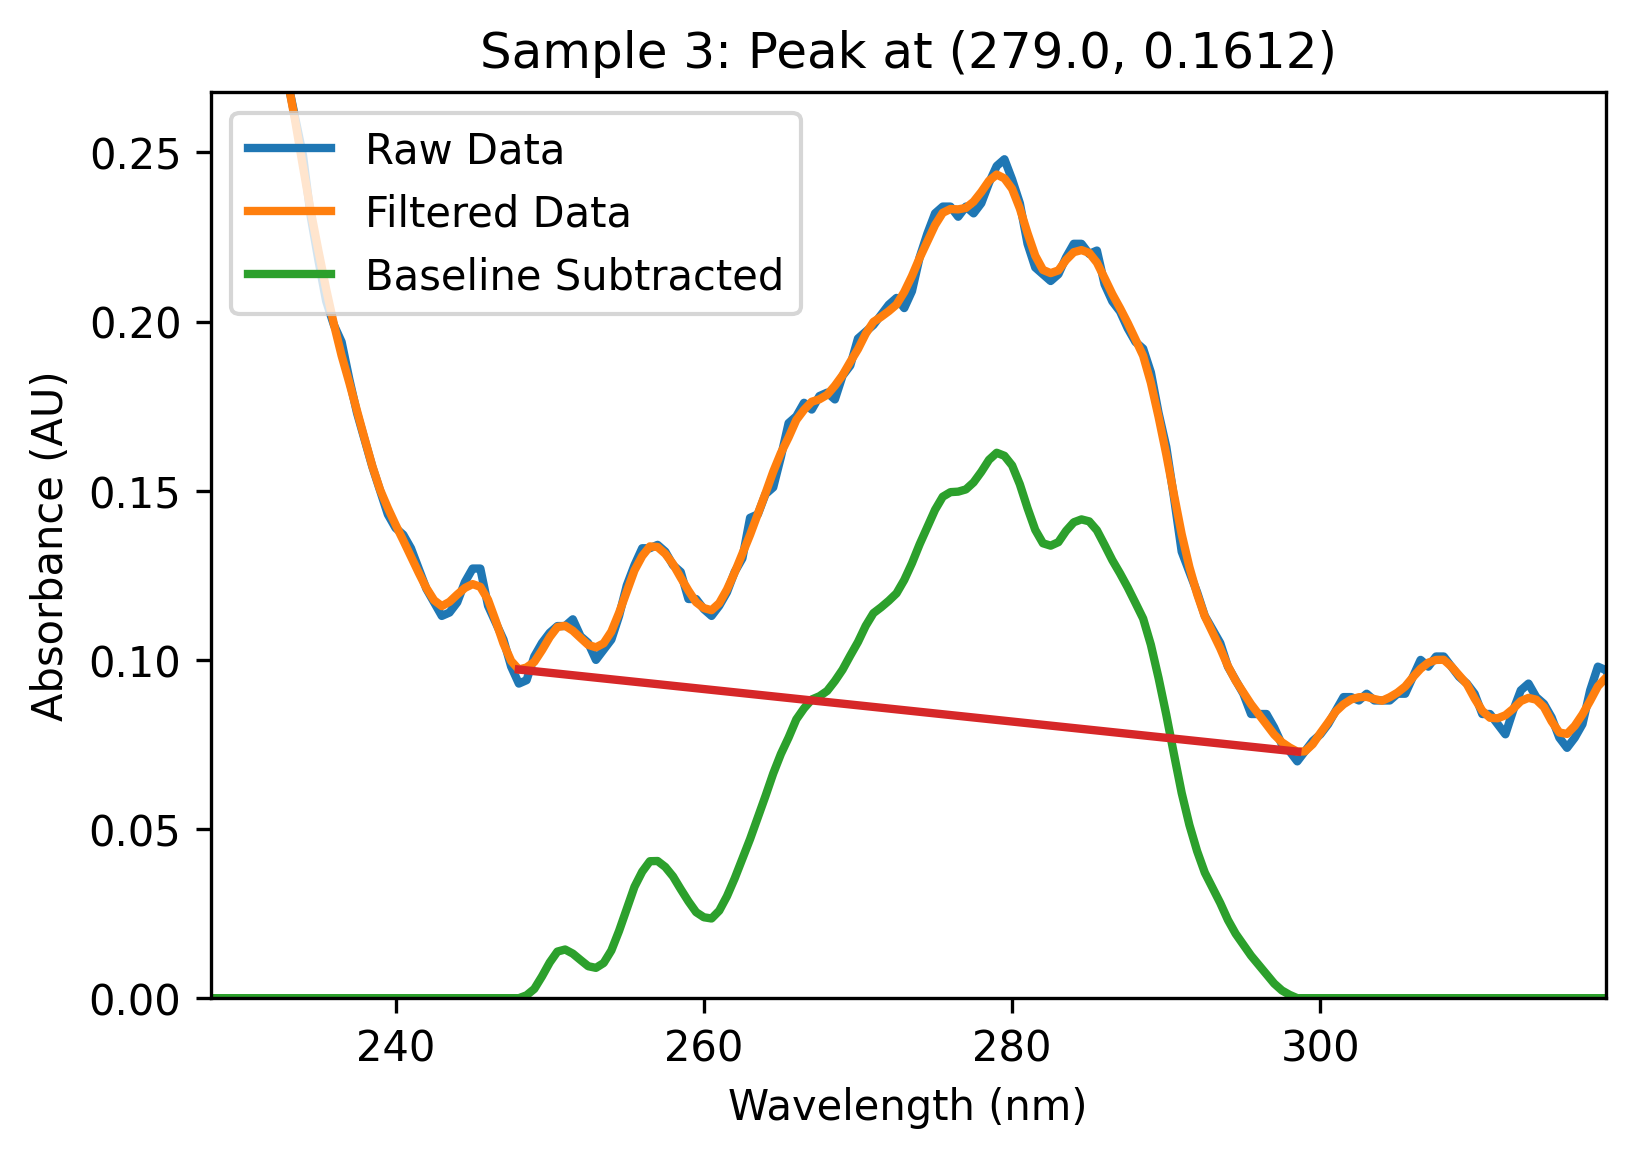 Sample 3: Peak at (279.0, 0.1612)
Raw Data
Filtered Data
Baseline Subtracted
0.25
0.20
0.15
0.10
0.05
0.00
Absorbance (AU)
240
260
280
300
Wavelength (nm)